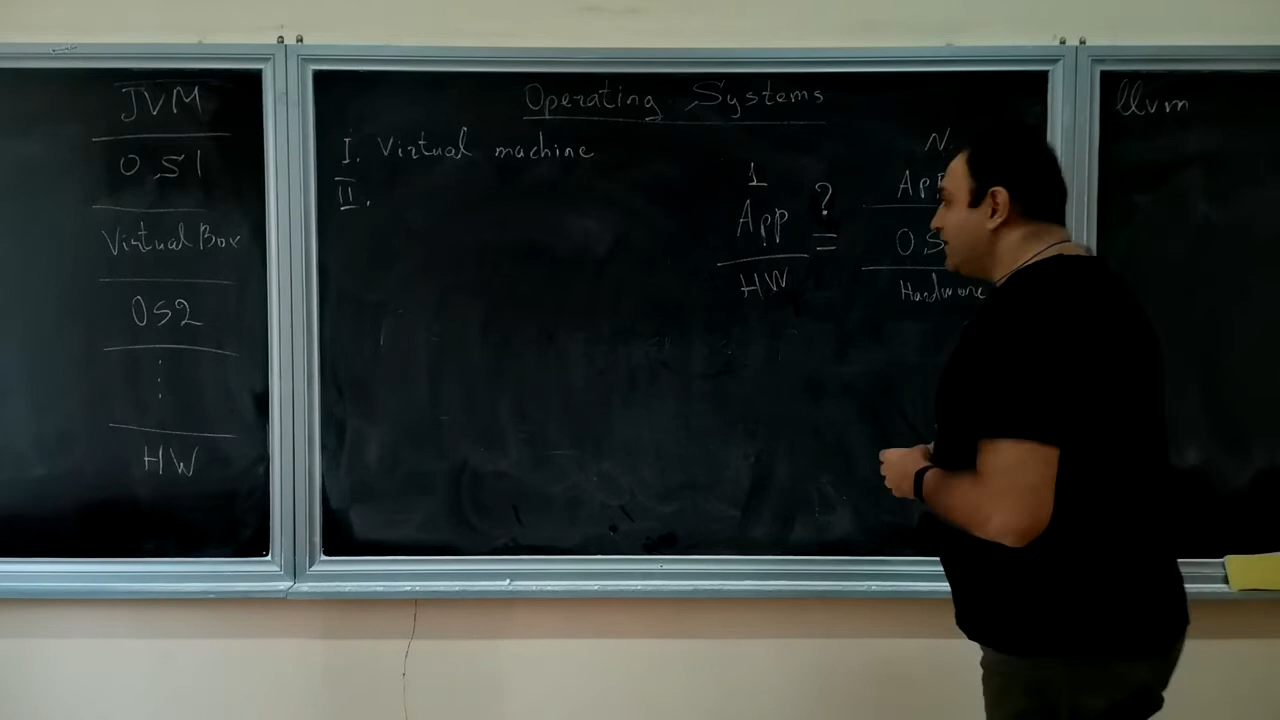 JVM
OS1
VirtualBox
OS2
HW
Operating Systems
I. Virtual machine
II.
1
App
?
=
HW
N.
App
OS
Hardware
llvm